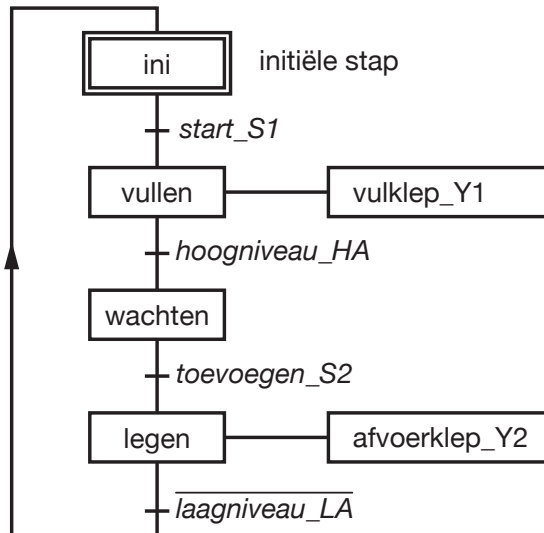 ini
initiële stap
start_S1
vullen
vulklep_Y1
hoogniveau_HA
wachten
toevoegen_S2
legen
afvoerklep_Y2
laagniveau_LA